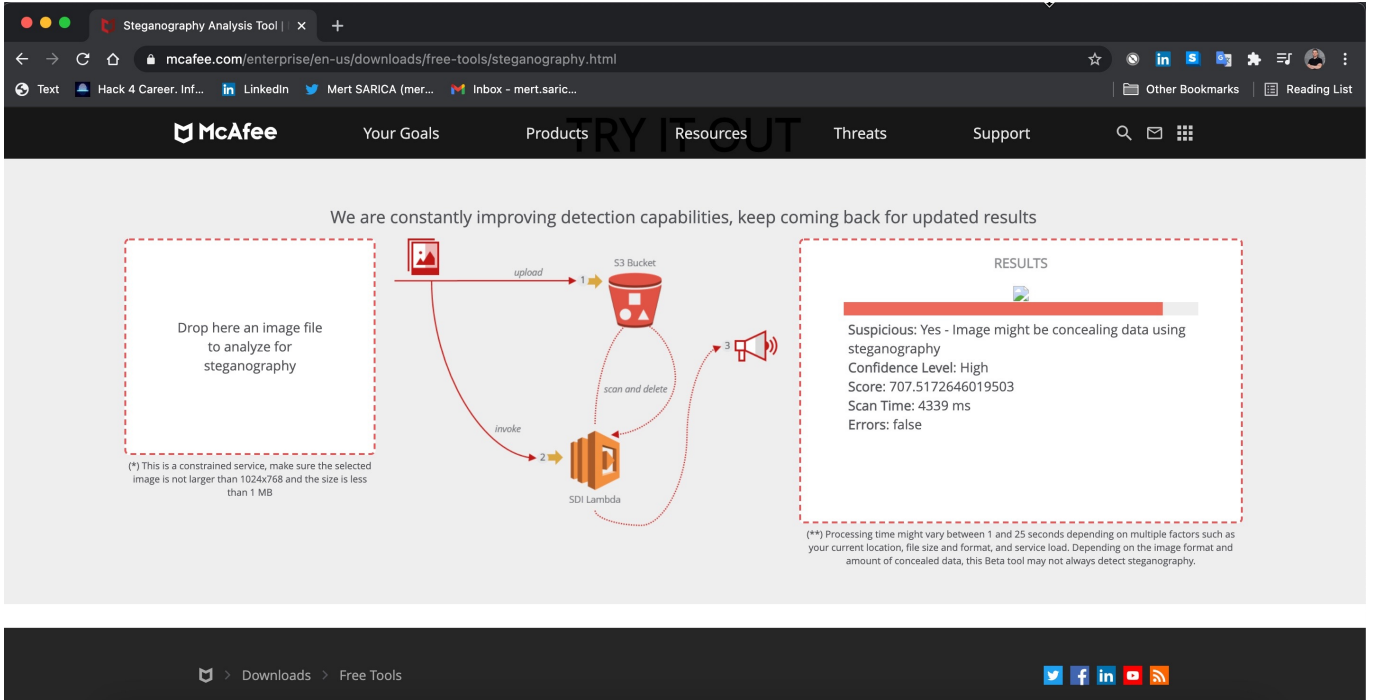 Steganography Analysis Tool |
mcafee.com/enterprise/en-us/downloads/free-tools/steganography.html
Text
Hack 4 Career. Inf...
LinkedIn
Mert SARICA (mer...
Inbox - mert.saric...
Other Bookmarks
Reading List
McAfee
Your Goals
Products
Resources
Threats
Support
TRY IT OUT
We are constantly improving detection capabilities, keep coming back for updated results
Drop here an image file
to analyze for
steganography
(*) This is a constrained service, make sure the selected
image is not larger than 1024x768 and the size is less
than 1 MB
upload
1
S3 Bucket
scan and delete
invoke
2
SDI Lambda
3
RESULTS
Suspicious: Yes - Image might be concealing data using
steganography
Confidence Level: High
Score: 707.5172646019503
Scan Time: 4339 ms
Errors: false
(**) Processing time might vary between 1 and 25 seconds depending on multiple factors such as
your current location, file size and format, and service load. Depending on the image format and
amount of concealed data, this Beta tool may not always detect steganography.
> Downloads > Free Tools